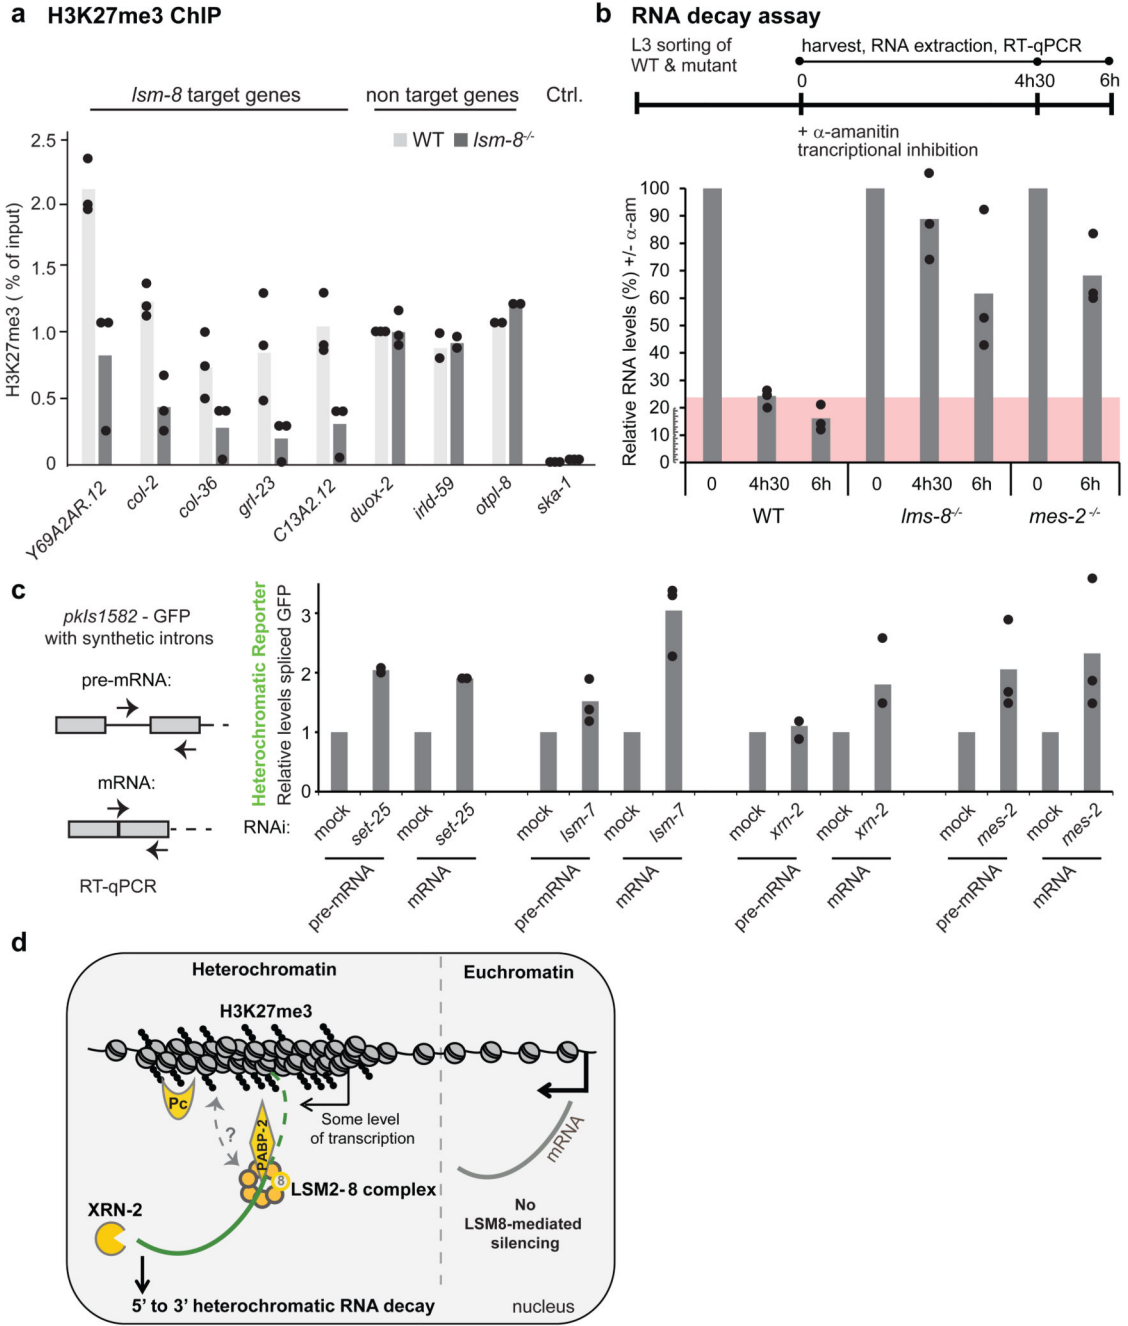 a H3K27me3 ChIP
lsm-8 target genes
non target genes
Ctrl.
WT
lsm-8-/-
H3K27me3 ( % of input)
2.5
2.0
1.5
1.0
0.5
0
Y69A2AR.12
col-2
col-36
grl-23
C13A2.12
duox-2
irld-59
otpl-8
ska-1
b RNA decay assay
L3 sorting of
WT & mutant
harvest, RNA extraction, RT-qPCR
0
4h30
6h
+ α-amanitin
trancriptional inhibition
Relative RNA levels (%) +/- α-am
100
90
80
70
60
50
40
30
20
10
0
0 4h30 6h
WT
0 4h30 6h
lms-8-/-
0 6h
mes-2 -/-
c
pkIs1582 - GFP
with synthetic introns
pre-mRNA:
mRNA:
RT-qPCR
Heterochromatic Reporter
Relative levels spliced GFP
3
2
1
0
RNAi:
mock set-25 mock set-25
mock lsm-7 mock lsm-7
mock xrn-2 mock xrn-2
mock mes-2 mock mes-2
pre-mRNA mRNA
pre-mRNA mRNA
pre-mRNA mRNA
pre-mRNA mRNA
d
Heterochromatin
Euchromatin
H3K27me3
Pc
?
PABP-2
Some level
of transcription
mRNA
8
LSM2-8 complex
XRN-2
No
LSM8-mediated
silencing
5' to 3' heterochromatic RNA decay
nucleus